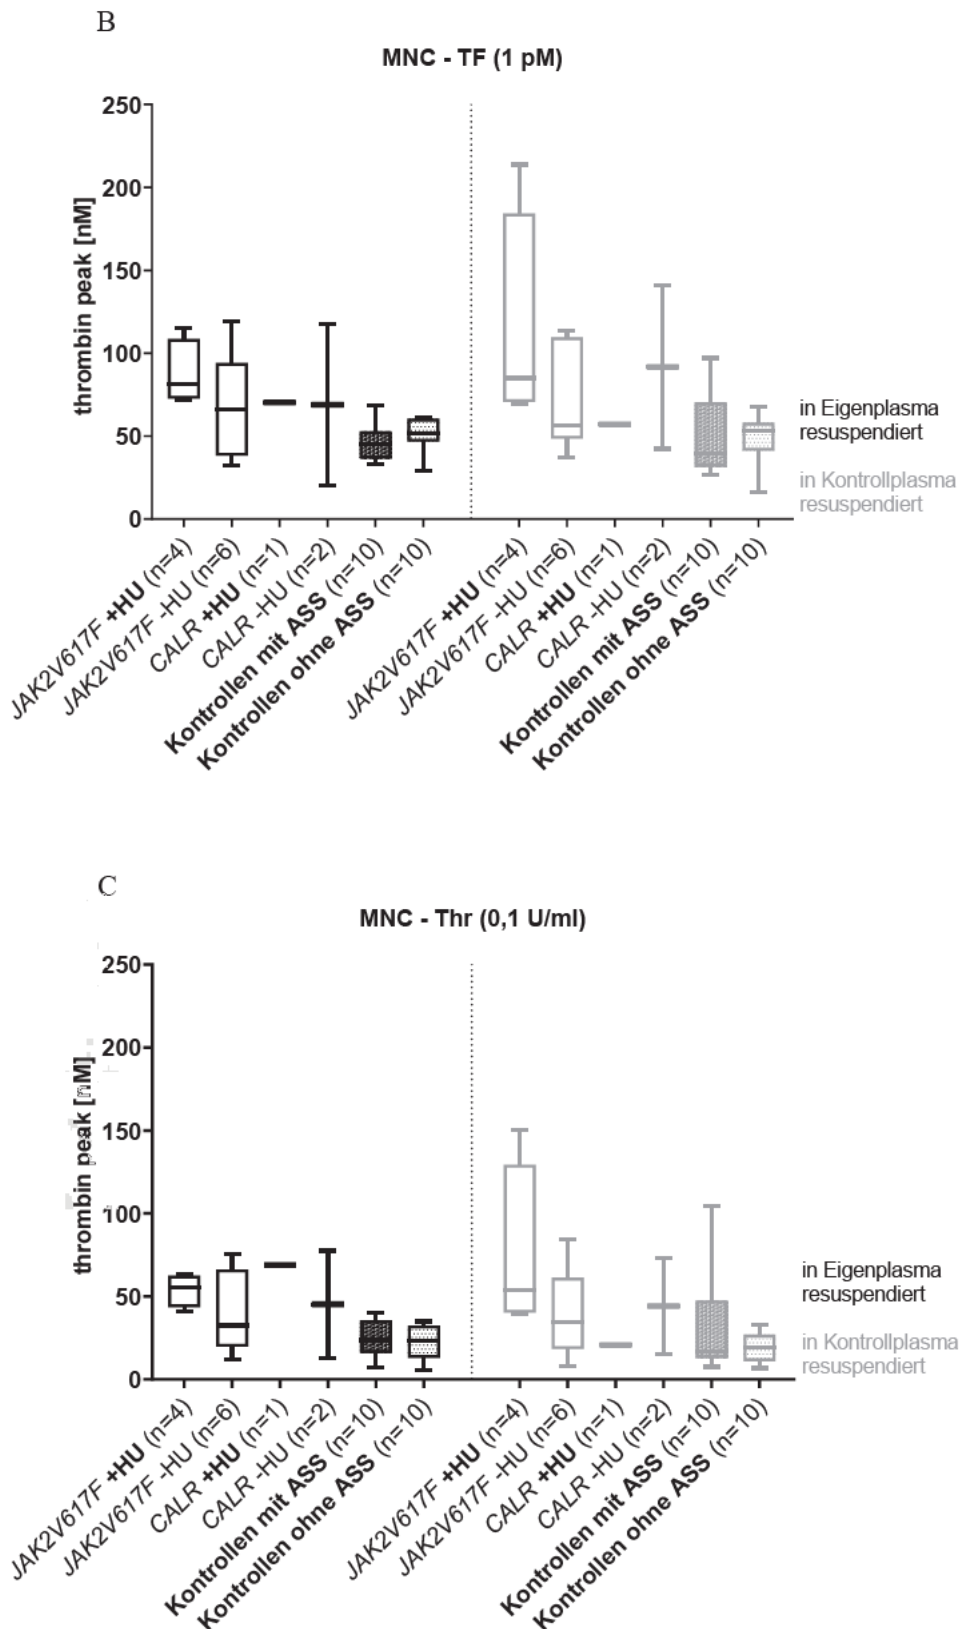 B
MNC - TF (1 pM)
250
200
150
100
50
0
thrombin peak [nM]
JAK2V617F +HU (n=4)
JAK2V617F -HU (n=6)
CALR +HU (n=1)
CALR -HU (n=2)
Kontrollen mit ASS (n=10)
Kontrollen ohne ASS (n=10)
JAK2V617F +HU (n=4)
JAK2V617F -HU (n=6)
CALR +HU (n=1)
CALR -HU (n=2)
Kontrollen mit ASS (n=10)
Kontrollen ohne ASS (n=10)
in Eigenplasma
resuspendiert
in Kontrollplasma
resuspendiert
C
MNC - Thr (0,1 U/ml)
250
200
150
100
50
0
thrombin peak [nM]
JAK2V617F +HU (n=4)
JAK2V617F -HU (n=6)
CALR +HU (n=1)
CALR -HU (n=2)
Kontrollen mit ASS (n=10)
Kontrollen ohne ASS (n=10)
JAK2V617F +HU (n=4)
JAK2V617F -HU (n=6)
CALR +HU (n=1)
CALR -HU (n=2)
Kontrollen mit ASS (n=10)
Kontrollen ohne ASS (n=10)
in Eigenplasma
resuspendiert
in Kontrollplasma
resuspendiert